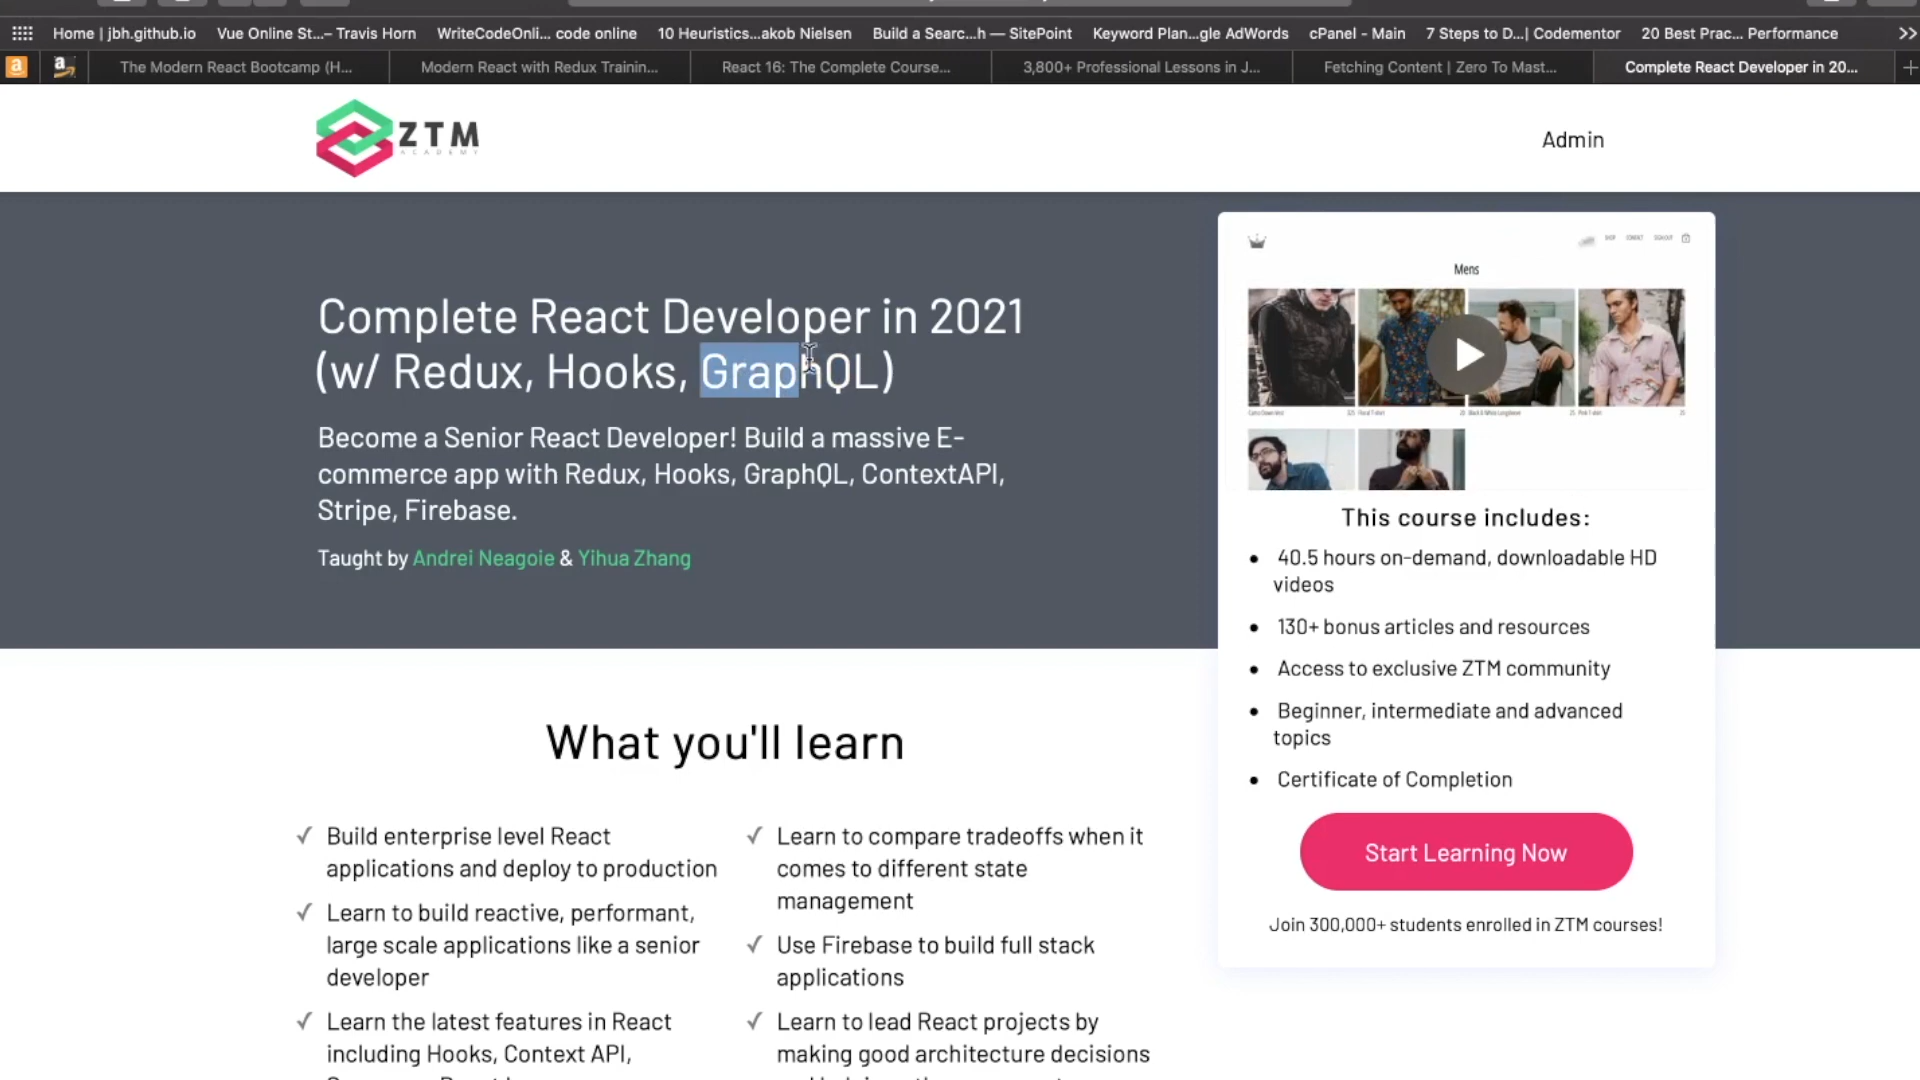 Home | jbh.github.io
Vue Online St...– Travis Horn
WriteCodeOnli... code online
10 Heuristics...akob Nielsen
Build a Searc...h — SitePoint
Keyword Plan...gle AdWords
cPanel - Main
7 Steps to D...| Codementor
20 Best Prac... Performance
The Modern React Bootcamp (H...
Modern React with Redux Trainin...
React 16: The Complete Course...
3,800+ Professional Lessons in J...
Fetching Content | Zero To Mast...
Complete React Developer in 20...
ZTM
ACADEMY
Admin
Complete React Developer in 2021
(w/ Redux, Hooks, GraphQL)
Become a Senior React Developer! Build a massive E-
commerce app with Redux, Hooks, GraphQL, ContextAPI,
Stripe, Firebase.
Taught by Andrei Neagoie & Yihua Zhang
SHOP CONTACT SIGN OUT
Mens
This course includes:
40.5 hours on-demand, downloadable HD
videos
130+ bonus articles and resources
Access to exclusive ZTM community
Beginner, intermediate and advanced
topics
Certificate of Completion
Start Learning Now
Join 300,000+ students enrolled in ZTM courses!
What you'll learn
Build enterprise level React
applications and deploy to production
Learn to build reactive, performant,
large scale applications like a senior
developer
Learn the latest features in React
including Hooks, Context API,
Learn to compare tradeoffs when it
comes to different state
management
Use Firebase to build full stack
applications
Learn to lead React projects by
making good architecture decisions